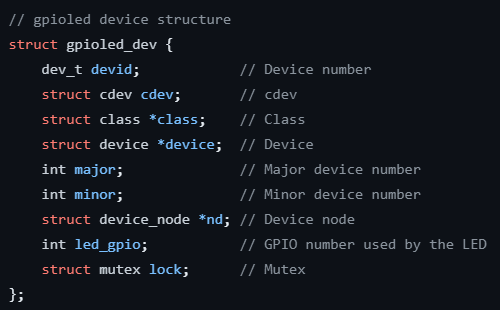 // gpioled device structure
struct gpioled_dev {
    dev_t devid;            // Device number
    struct cdev cdev;       // cdev
    struct class *class;    // Class
    struct device *device;  // Device
    int major;              // Major device number
    int minor;              // Minor device number
    struct device_node *nd; // Device node
    int led_gpio;           // GPIO number used by the LED
    struct mutex lock;      // Mutex
};